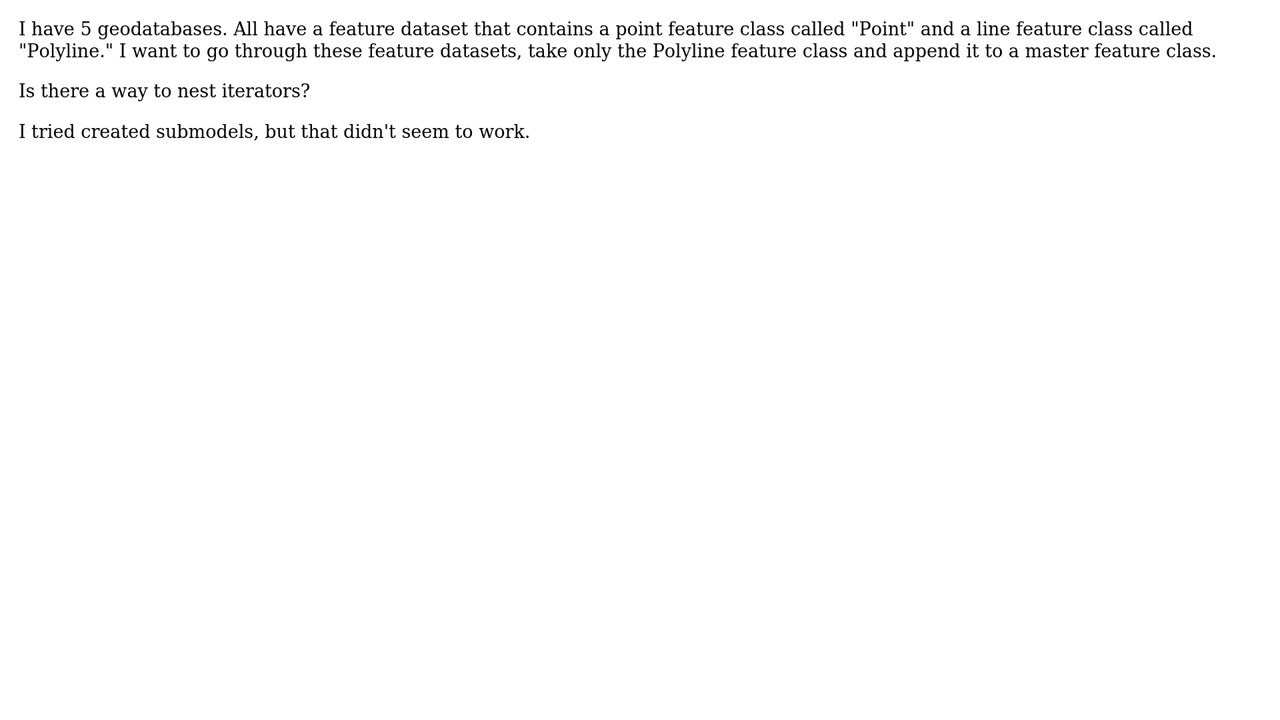 I have 5 geodatabases. All have a feature dataset that contains a point feature class called "Point" and a line feature class called
"Polyline." I want to go through these feature datasets, take only the Polyline feature class and append it to a master feature class.
Is there a way to nest iterators?
I tried created submodels, but that didn't seem to work.